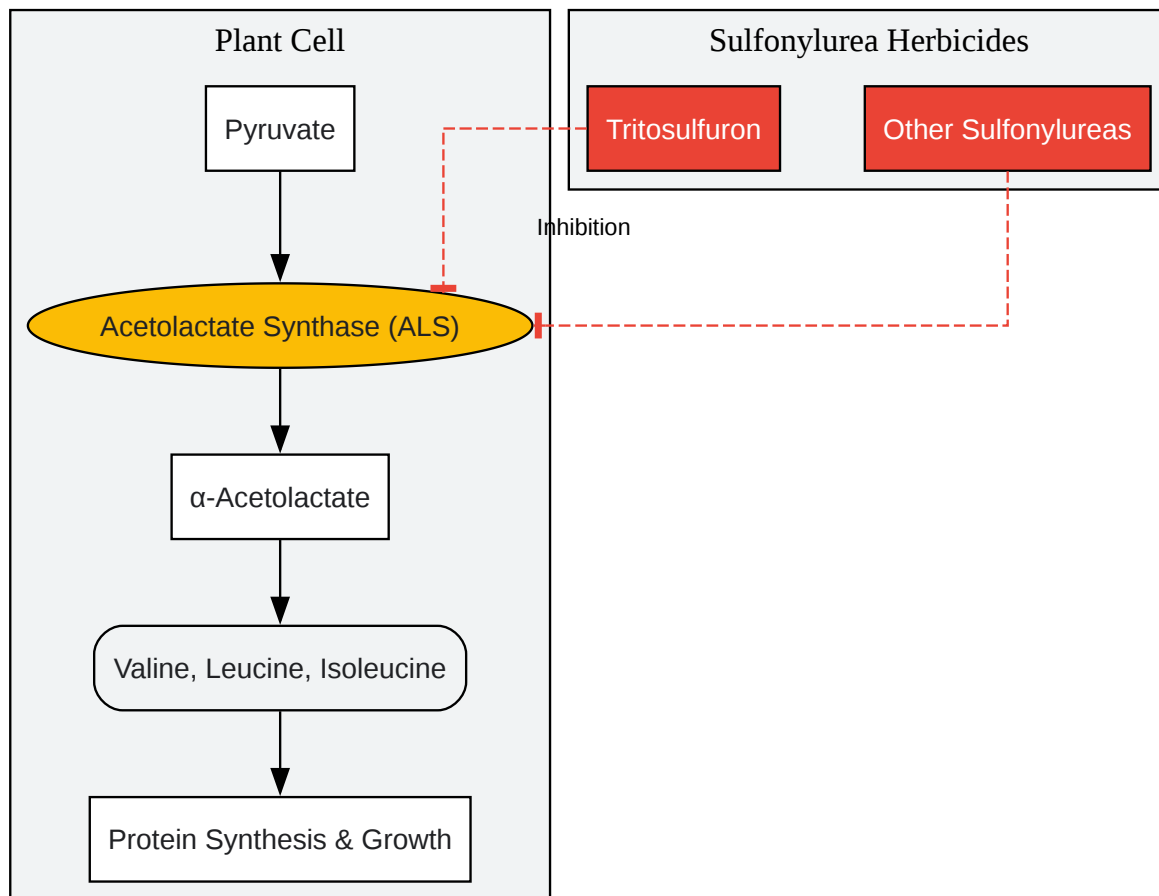 Plant Cell
Sulfonylurea Herbicides
Pyruvate
Tritosulfuron
Other Sulfonylureas
Inhibition
Acetolactate Synthase (ALS)
α-Acetolactate
Valine, Leucine, Isoleucine
Protein Synthesis & Growth